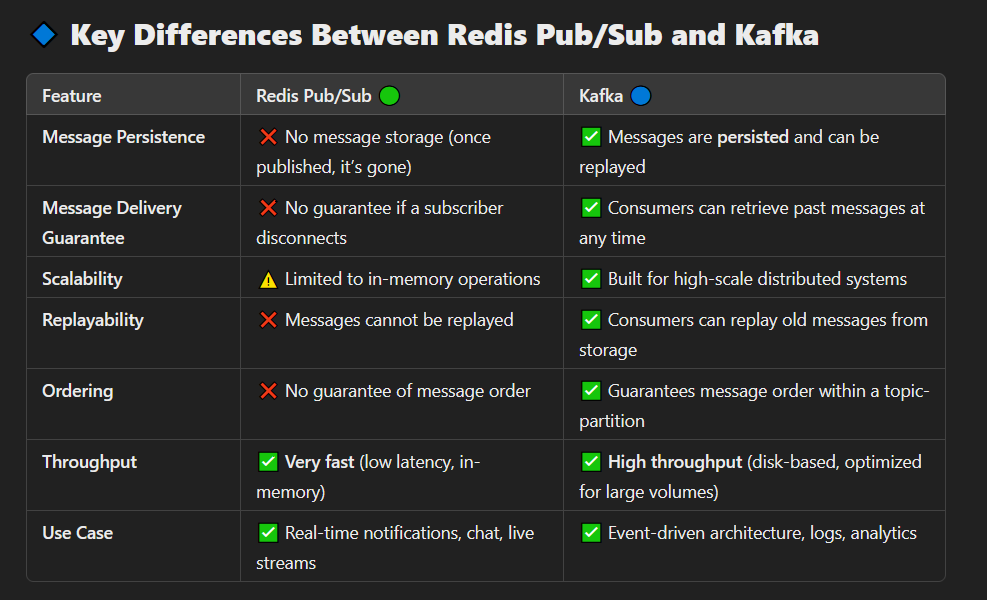 🔷 Key Differences Between Redis Pub/Sub and Kafka
Feature Redis Pub/Sub 🟢 Kafka 🔵
Message Persistence ❌ No message storage (once published, it’s gone) ✅ Messages are persisted and can be replayed
Message Delivery Guarantee ❌ No guarantee if a subscriber disconnects ✅ Consumers can retrieve past messages at any time
Scalability ⚠️ Limited to in-memory operations ✅ Built for high-scale distributed systems
Replayability ❌ Messages cannot be replayed ✅ Consumers can replay old messages from storage
Ordering ❌ No guarantee of message order ✅ Guarantees message order within a topic-partition
Throughput ✅ Very fast (low latency, in-memory) ✅ High throughput (disk-based, optimized for large volumes)
Use Case ✅ Real-time notifications, chat, live streams ✅ Event-driven architecture, logs, analytics